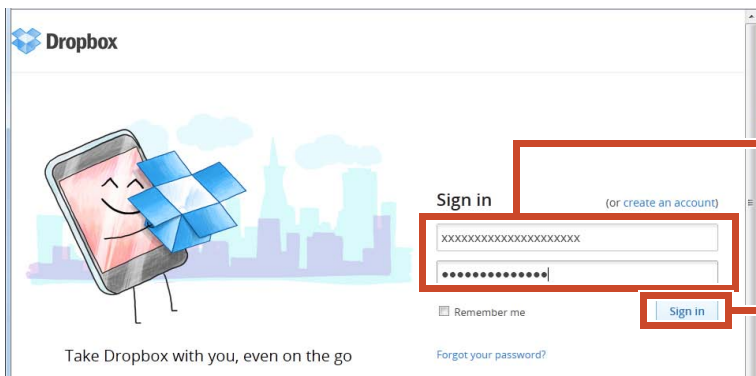 Dropbox
Sign in
(or create an account)
xxxxxxxxxxxxxxxxxxxxx
●●●●●●●●●●●●●●
Remember me
Sign in
Take Dropbox with you, even on the go
Forgot your password?